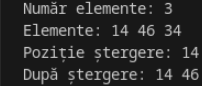 Număr elemente: 3
Elemente: 14 46 34
Poziție ștergere: 14
După ștergere: 14 46